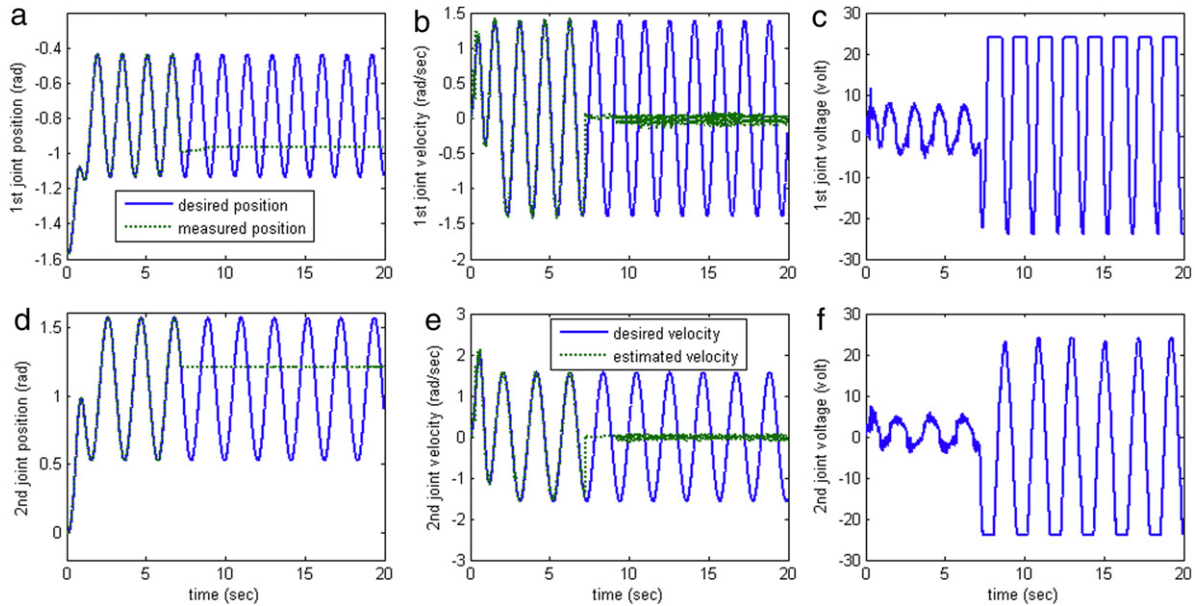 a
1st joint position (rad)
-0.4
-0.6
-0.8
-1
-1.2
-1.4
-1.6
desired position
measured position
0 5 10 15 20
b
1st joint velocity (rad/sec)
1.5
1
0.5
0
-0.5
-1
-1.5
-2
0 5 10 15 20
c
1st joint voltage (volt)
30
20
10
0
-10
-20
-30
0 5 10 15 20
d
2nd joint position (rad)
1.5
1
0.5
0
0 5 10 15 20
time (sec)
e
2nd joint velocity (rad/sec)
3
2
1
0
-1
-2
-3
desired velocity
estimated velocity
0 5 10 15 20
time (sec)
f
2nd joint voltage (volt)
30
20
10
0
-10
-20
-30
0 5 10 15 20
time (sec)